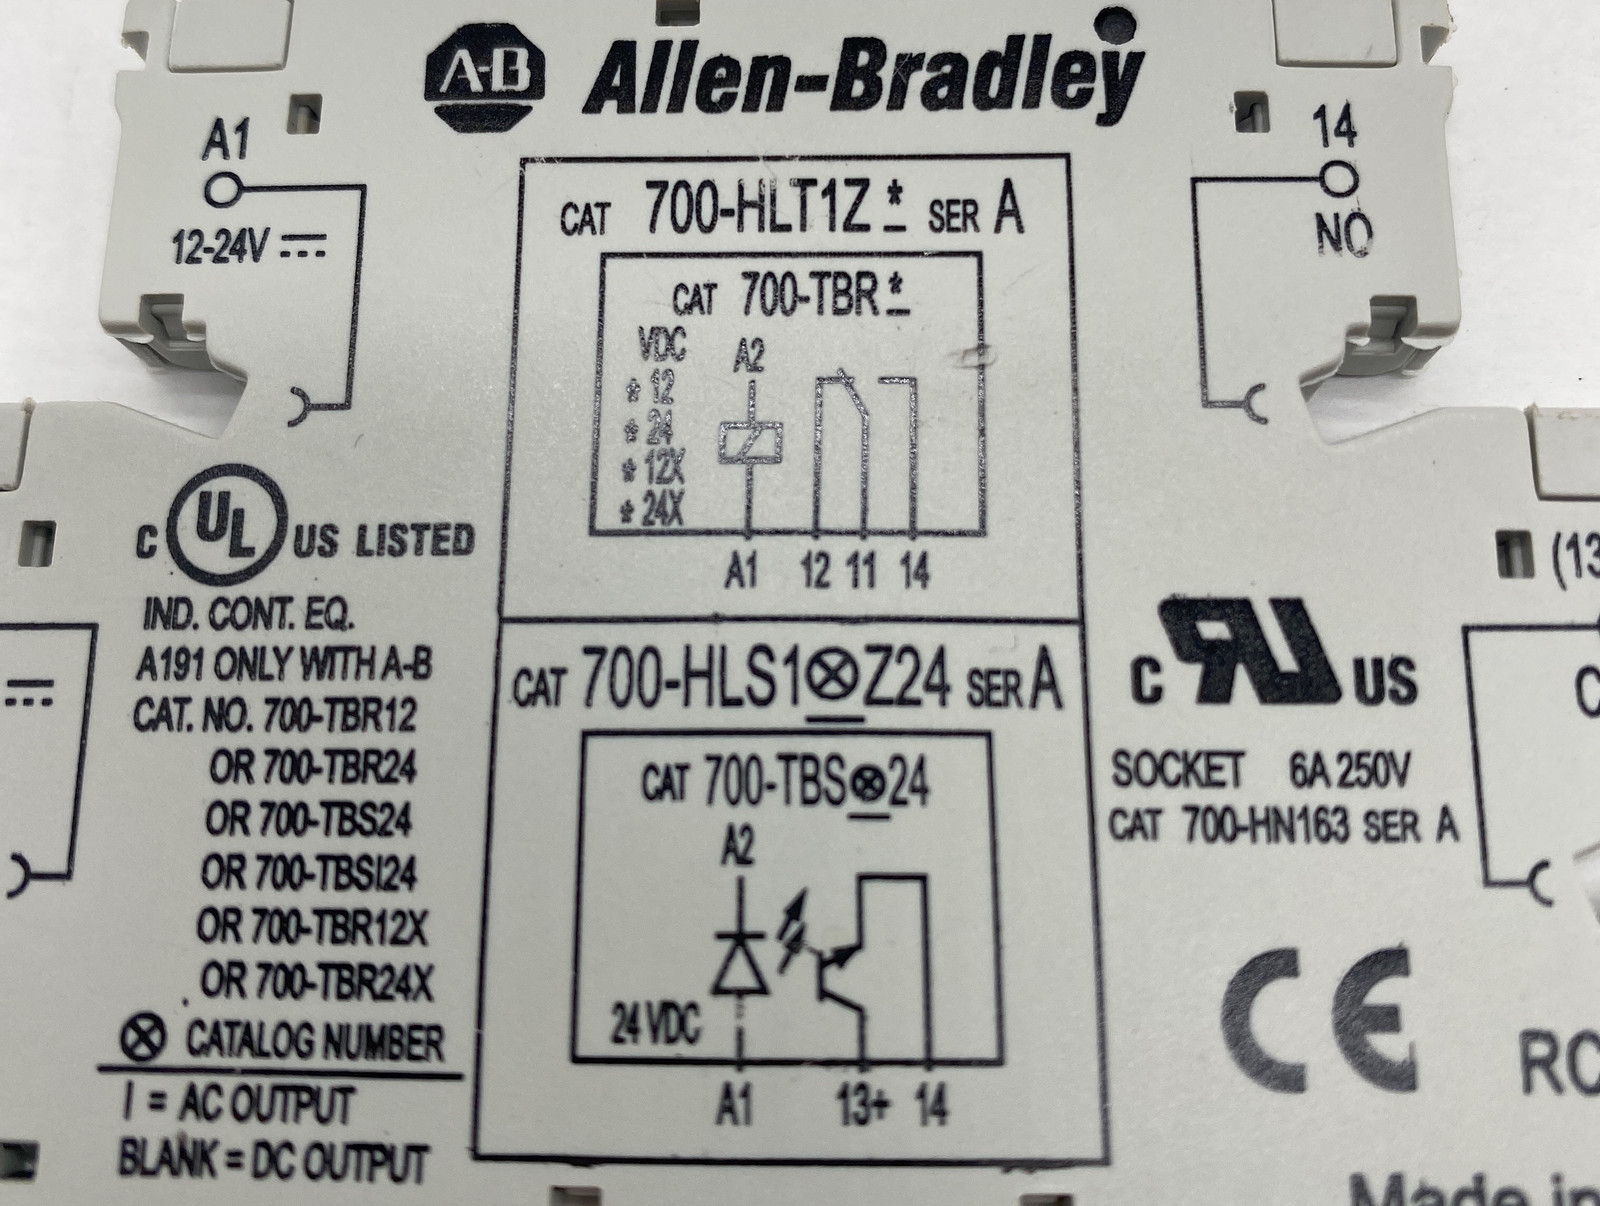 A-B Allen-Bradley
A1
12-24V
14
NO
CAT 700-HLT1Z* SER A
CAT 700-TBR*
VDC
* 12
* 24
* 12X
* 24X
A2
A1 12 11 14
C UL US LISTED
IND. CONT. EQ.
A191 ONLY WITH A-B
CAT. NO. 700-TBR12
OR 700-TBR24
OR 700-TBS24
OR 700-TBSI24
OR 700-TBR12X
OR 700-TBR24X
⊗ CATALOG NUMBER
I = AC OUTPUT
BLANK = DC OUTPUT
CAT 700-HLS1⊗Z24 SER A
CAT 700-TBS⊗24
A2
24 VDC
A1 13+ 14
(13
C RU US
SOCKET 6A 250V
CAT 700-HN163 SER A
CE
Made in